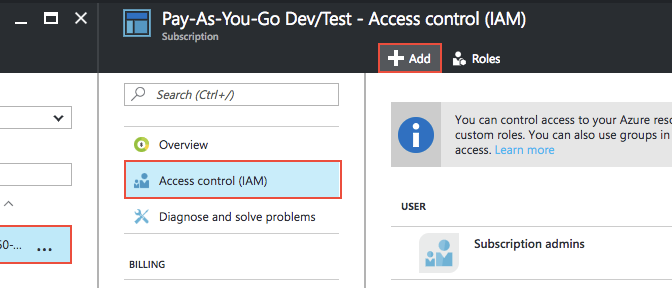 Pay-As-You-Go Dev/Test - Access control (IAM)
Subscription
Add
Roles
Search (Ctrl+/)
Overview
Access control (IAM)
Diagnose and solve problems
BILLING
You can control access to your Azure reso
custom roles. You can also use groups in
access. Learn more
USER
Subscription admins
60-... ...